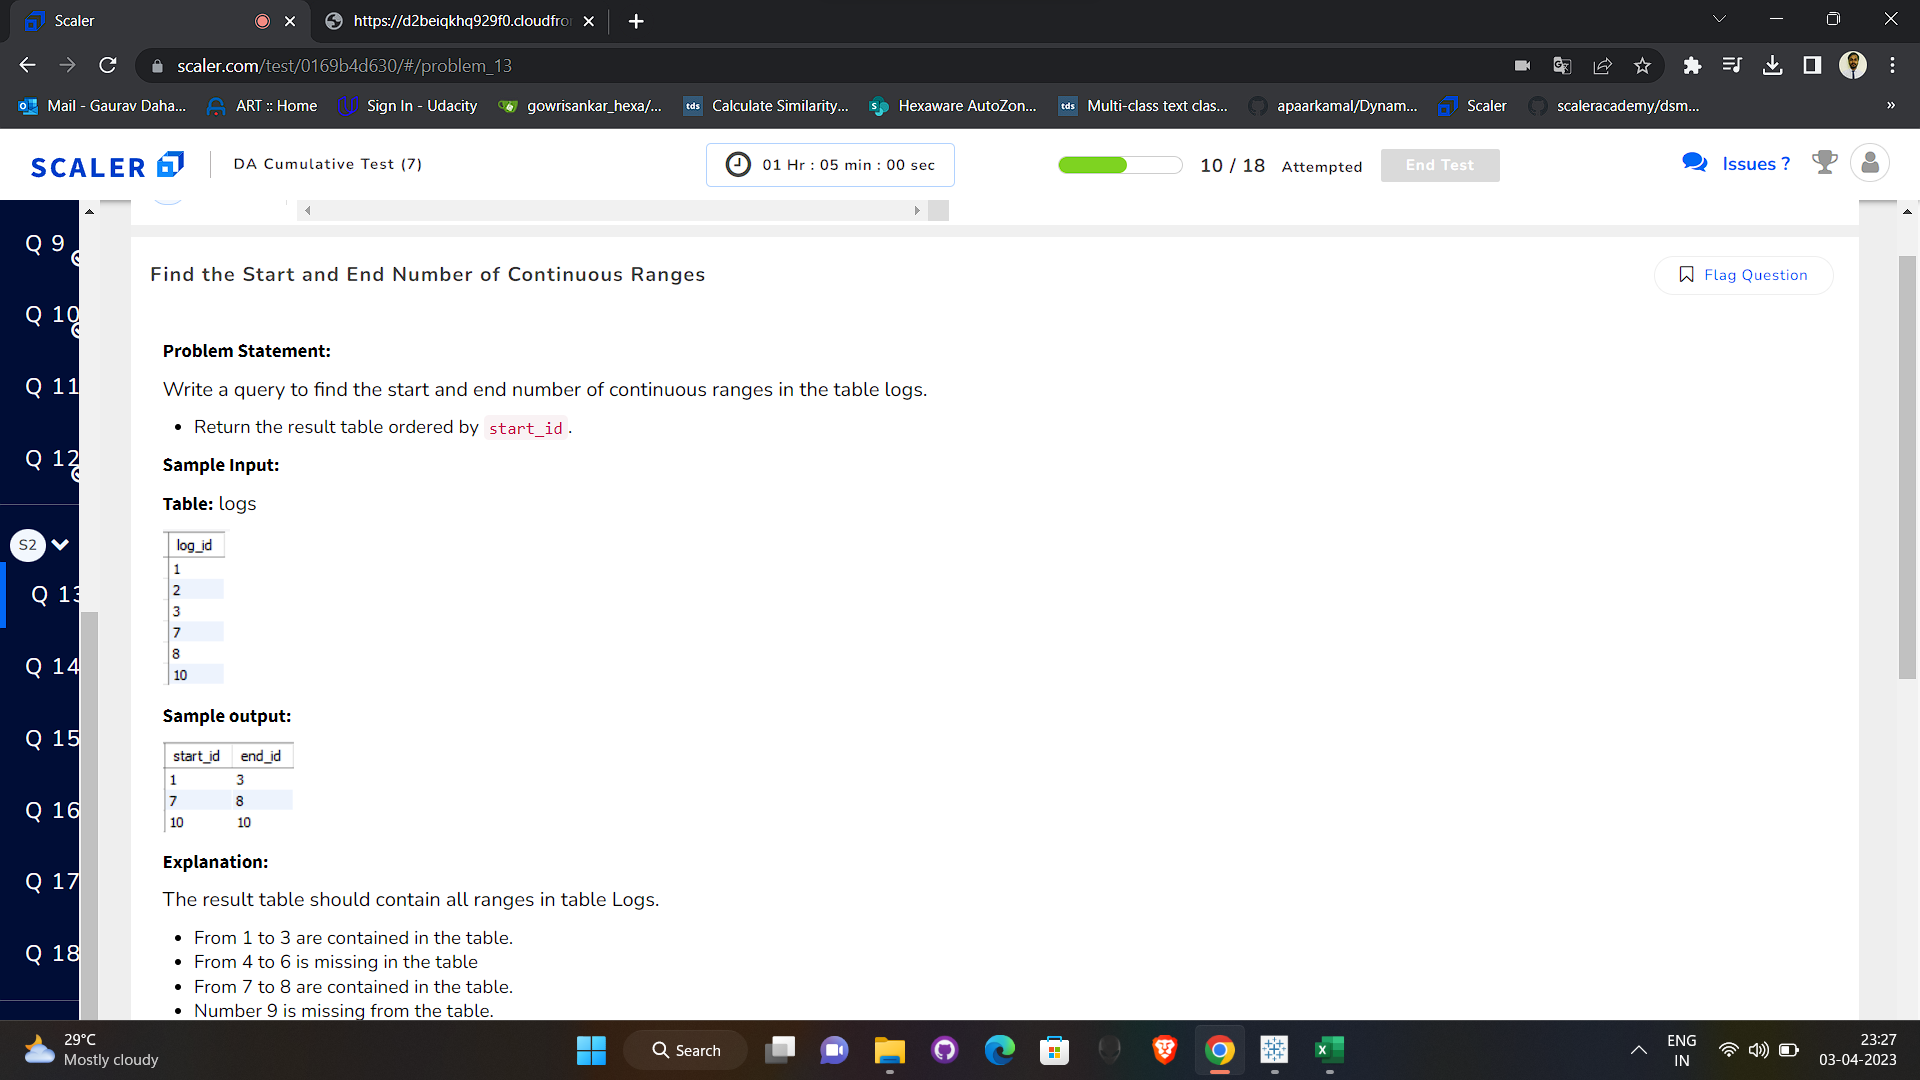 Scaler
https://d2beiqkhq929f0.cloudfro
scaler.com/test/0169b4d630/#/problem_13
Mail - Gaurav Daha...
ART :: Home
Sign In - Udacity
gowrisankar_hexa/...
tds
Calculate Similarity...
Hexaware AutoZon...
tds
Multi-class text clas...
apaarkamal/Dynam...
Scaler
scaleracademy/dsm...
»
SCALER
DA Cumulative Test (7)
01 Hr : 05 min : 00 sec
10 / 18 Attempted
End Test
Issues ?
Q 9
Q 10
Q 11
Q 12
S2
Q 13
Q 14
Q 15
Q 16
Q 17
Q 18
Find the Start and End Number of Continuous Ranges
Flag Question
Problem Statement:
Write a query to find the start and end number of continuous ranges in the table logs.
• Return the result table ordered by start_id.
Sample Input:
Table: logs
log_id
1
2
3
7
8
10
Sample output:
start_id end_id
1 3
7 8
10 10
Explanation:
The result table should contain all ranges in table Logs.
• From 1 to 3 are contained in the table.
• From 4 to 6 is missing in the table
• From 7 to 8 are contained in the table.
• Number 9 is missing from the table.
29°C
Mostly cloudy
Search
ENG
IN
23:27
03-04-2023